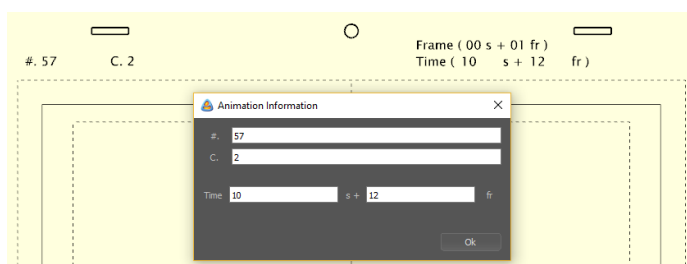 Frame ( 00 s + 01 fr )
#. 57 C. 2 Time ( 10 s + 12 fr )
Animation Information
#. 57
C. 2
Time 10 s + 12 fr
Ok